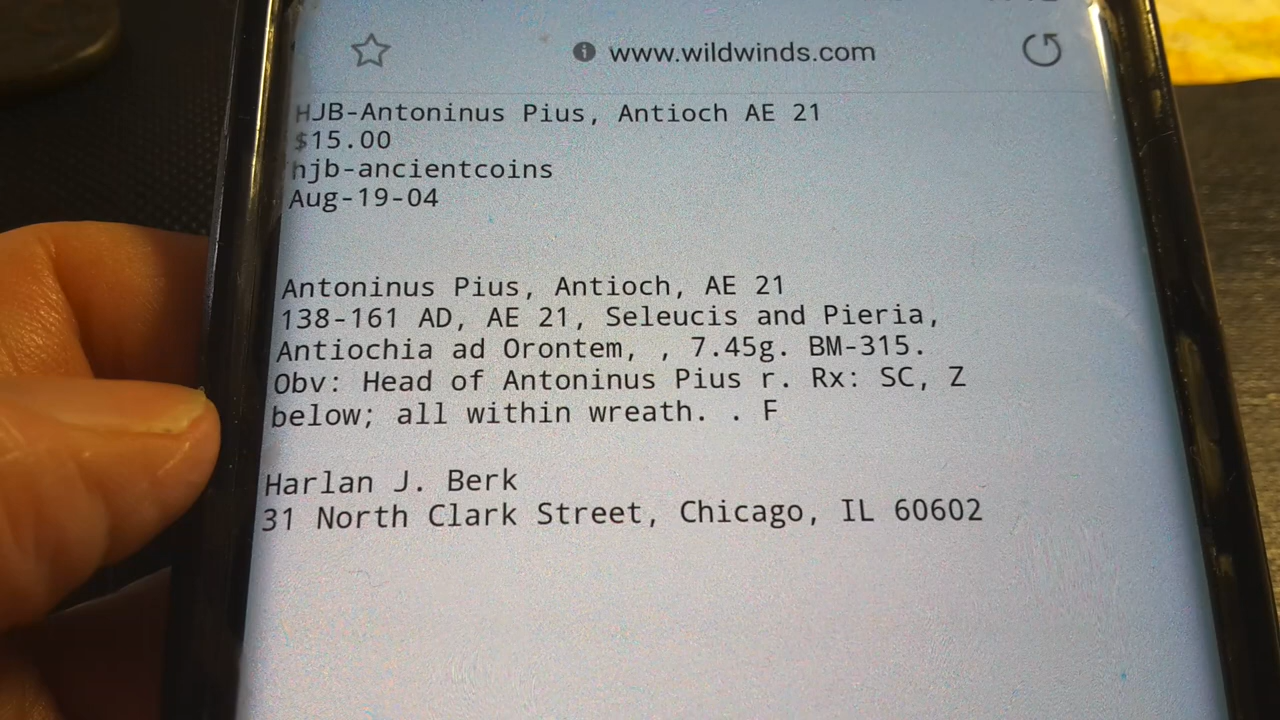 www.wildwinds.com
HJB-Antoninus Pius, Antioch AE 21
$15.00
hjb-ancientcoins
Aug-19-04
Antoninus Pius, Antioch, AE 21
138-161 AD, AE 21, Seleucis and Pieria,
Antiochia ad Orontem, , 7.45g. BM-315.
Obv: Head of Antoninus Pius r. Rx: SC, Z
below; all within wreath. . F
Harlan J. Berk
31 North Clark Street, Chicago, IL 60602